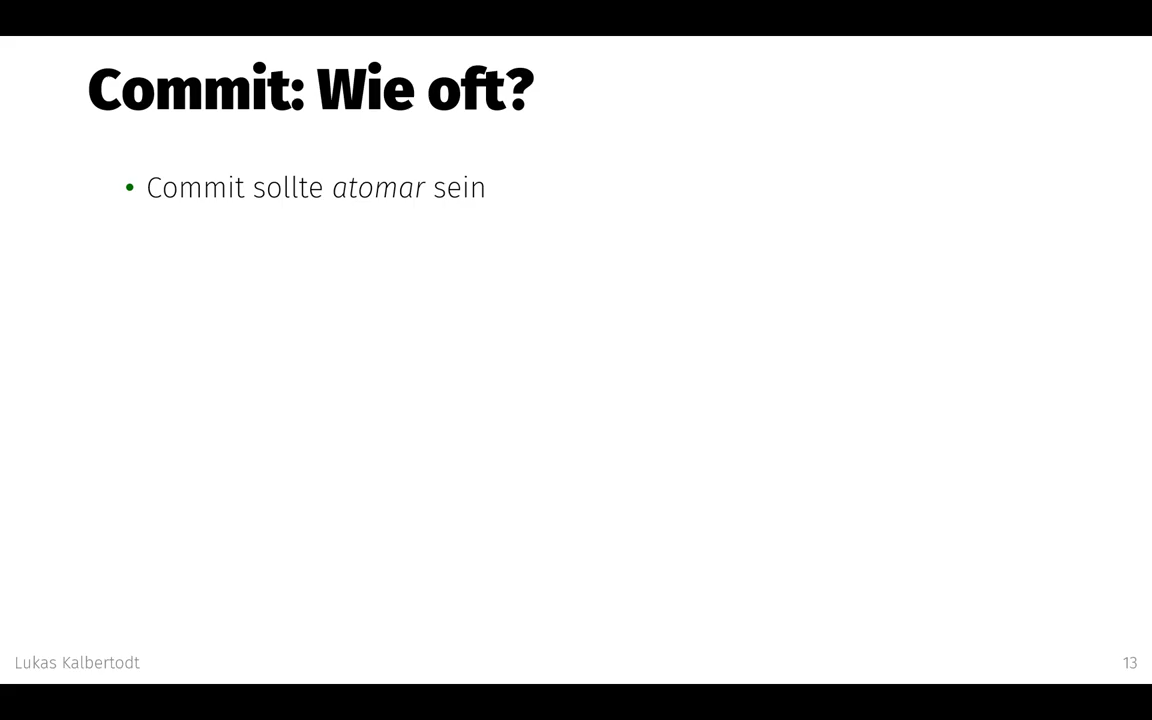 Commit: Wie oft?
• Commit sollte atomar sein
Lukas Kalbertodt
13